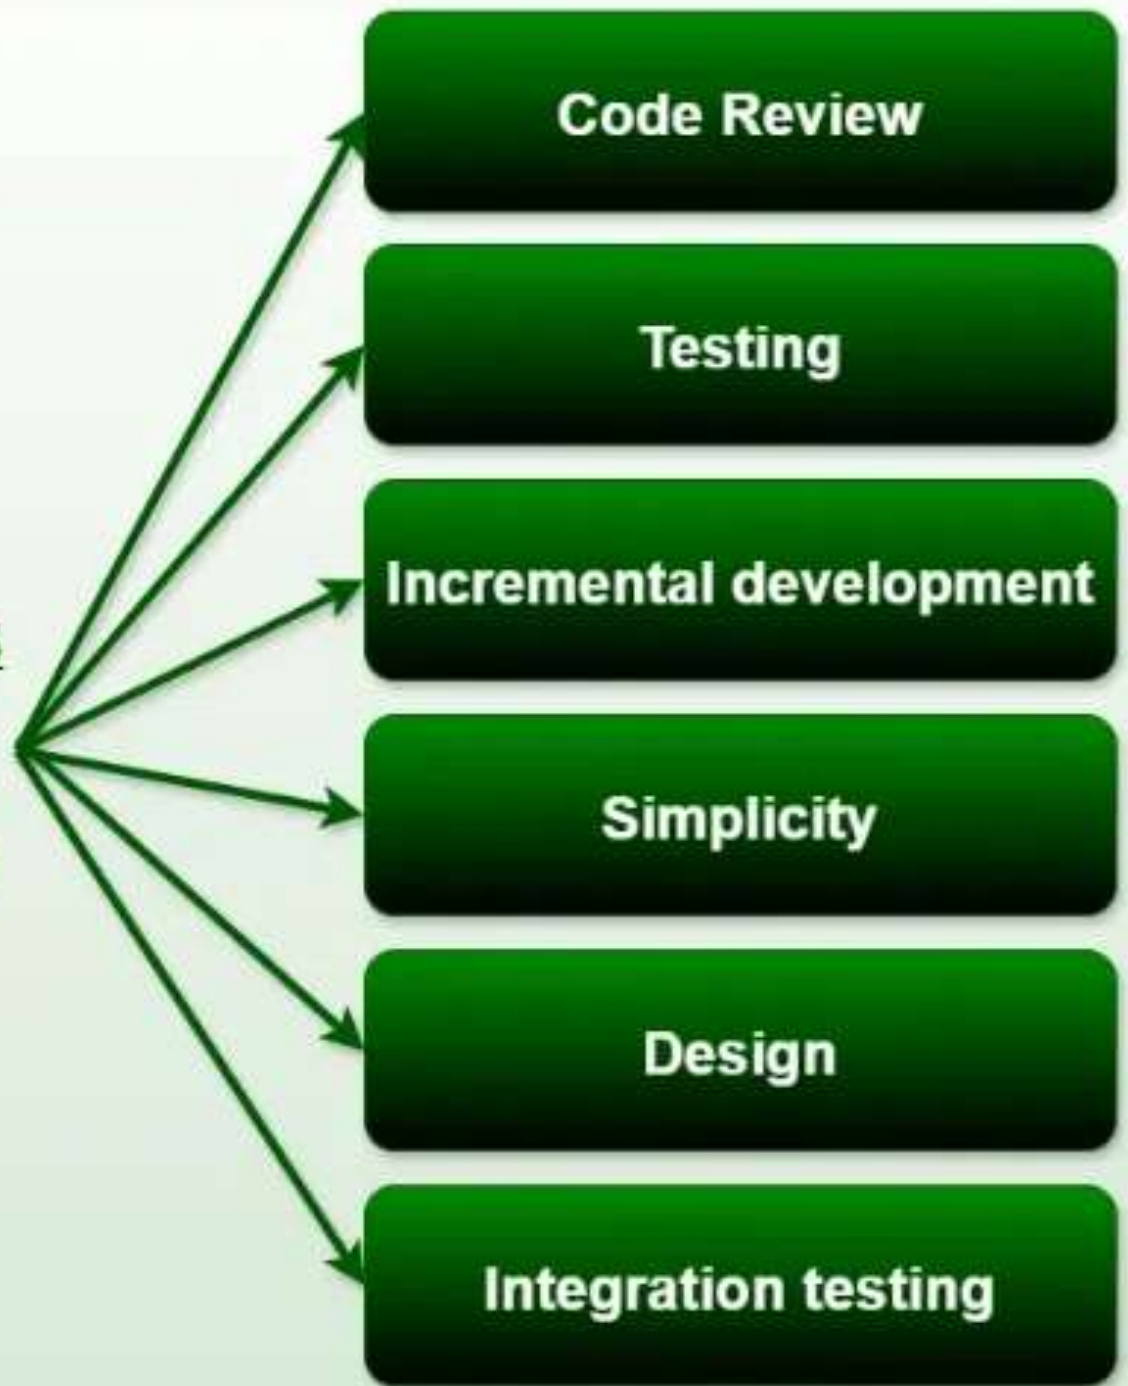 Code Review
Testing
Incremental development
Simplicity
Design
Integration testing